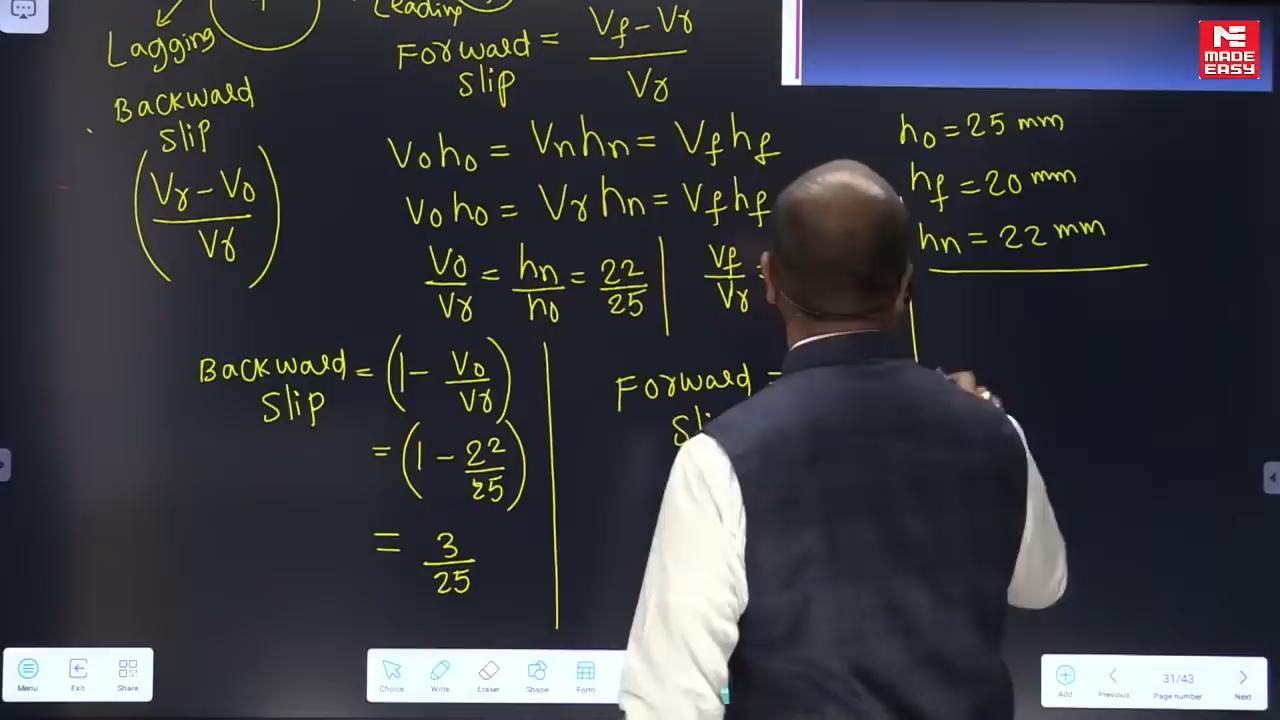 Leading
Lagging
Forward slip = Vf - Vr / Vr
Backward
slip
(Vr - V0 / Vr)
V0h0 = Vnhn = Vfhf
V0h0 = Vrhn = Vfhf
V0/Vr = hn/h0 = 22/25
Vf/Vr =
h0 = 25 mm
hf = 20 mm
hn = 22 mm
Backward slip = (1 - V0/Vr)
= (1 - 22/25)
= 3/25
Forward =
NE
MADE
EASY
Menu
Exit
Share
Choice
Write
Eraser
Shape
Form
Add
Previous
31/43
Page number
Next